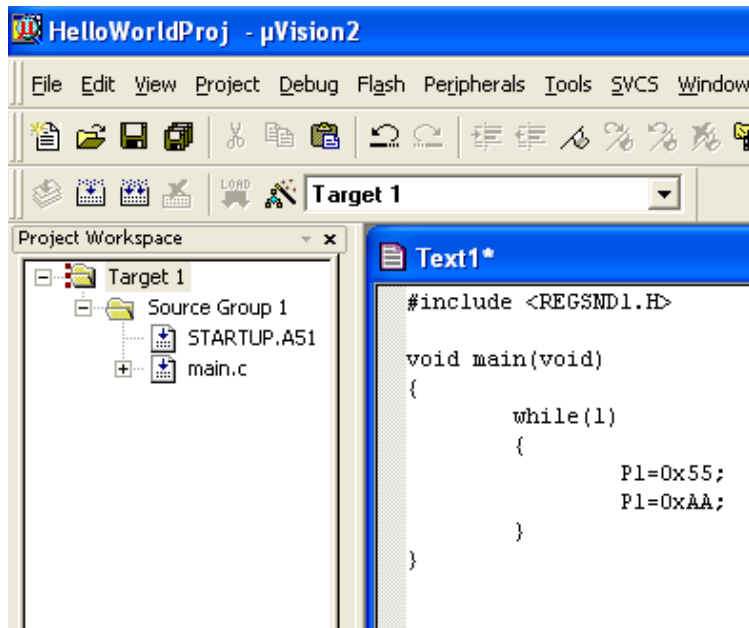 HelloWorldProj - µVision2
File Edit View Project Debug Flash Peripherals Tools SVCS Window
LOAD Target 1
Project Workspace
Target 1
Source Group 1
STARTUP.A51
main.c
Text1*
#include <REGSND1.H>
void main(void)
{
while(1)
{
P1=0x55;
P1=0xAA;
}
}